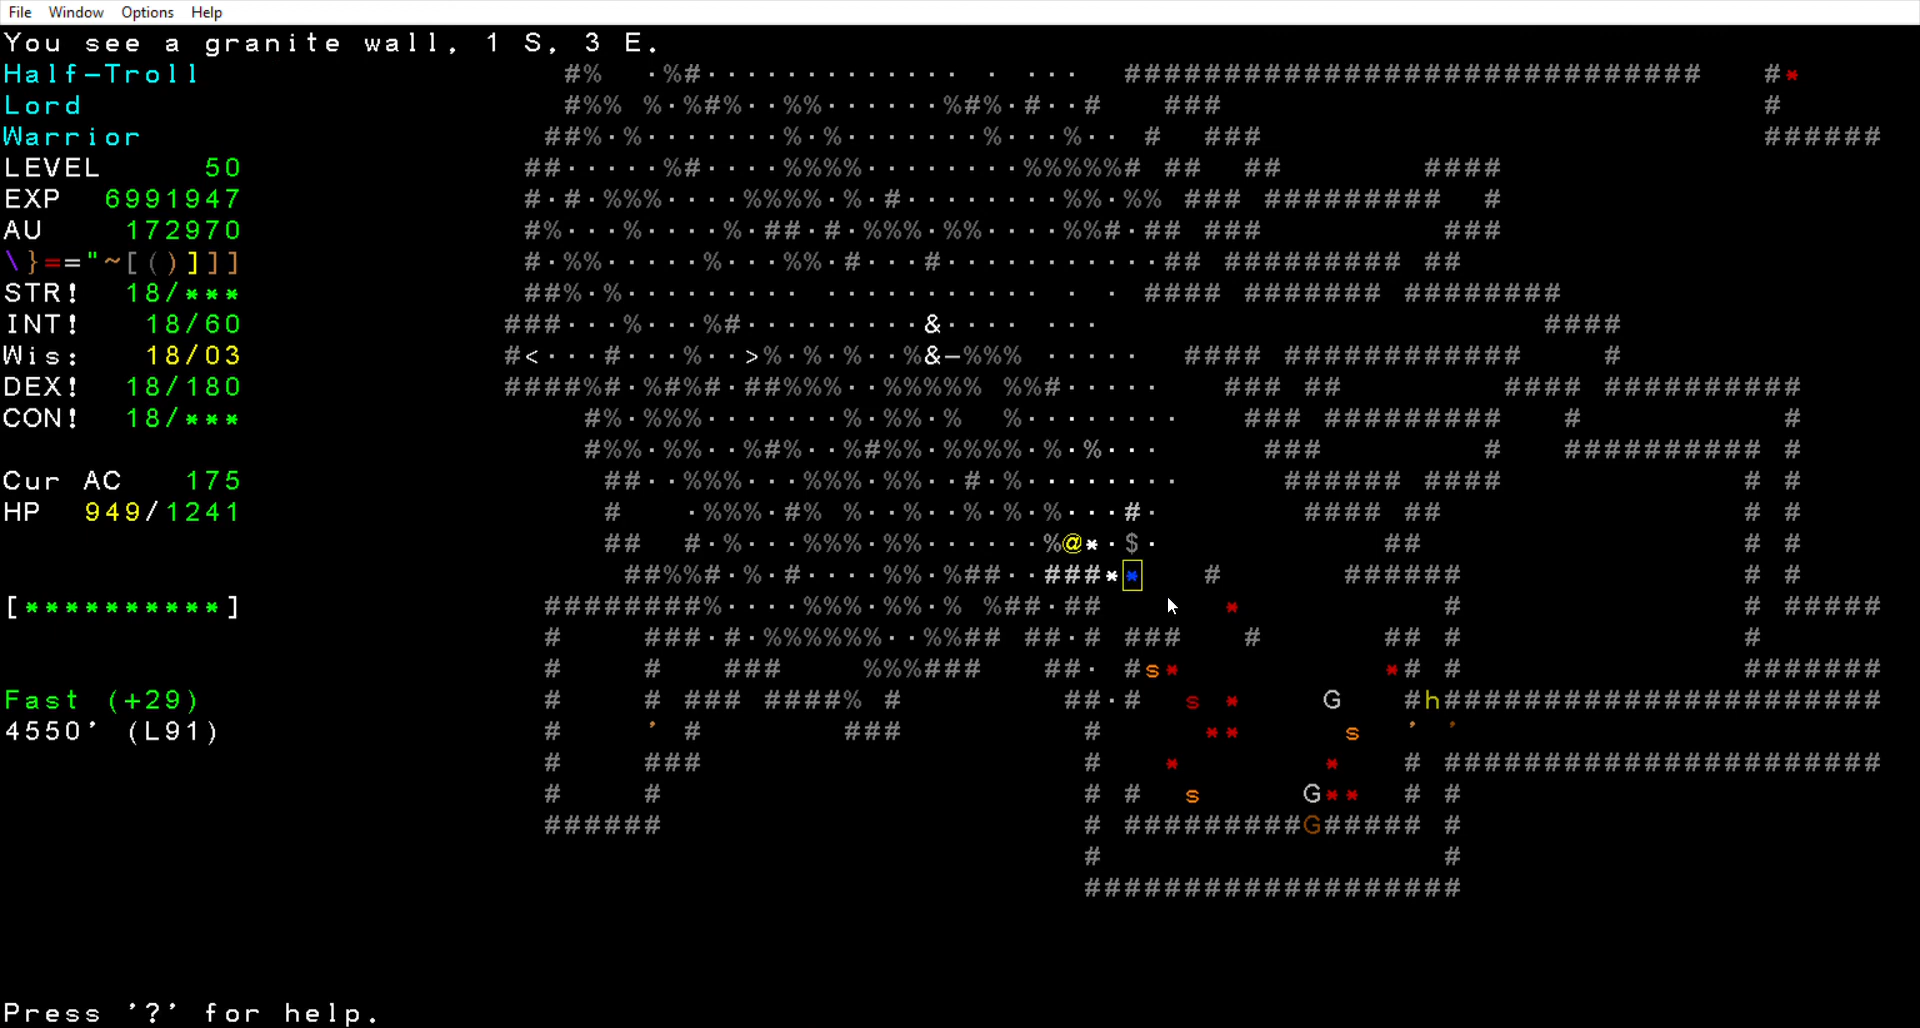 File Window Options Help
You see a granite wall, 1 S, 3 E.
Half-Troll
Lord
Warrior
LEVEL 50
EXP 6991947
AU 172970
\}=="~[()]]]
STR! 18/***
INT! 18/60
Wis: 18/03
DEX! 18/180
CON! 18/***
Cur AC 175
HP 949/1241
[**********]
Fast (+29)
4550' (L91)
Press '?' for help.